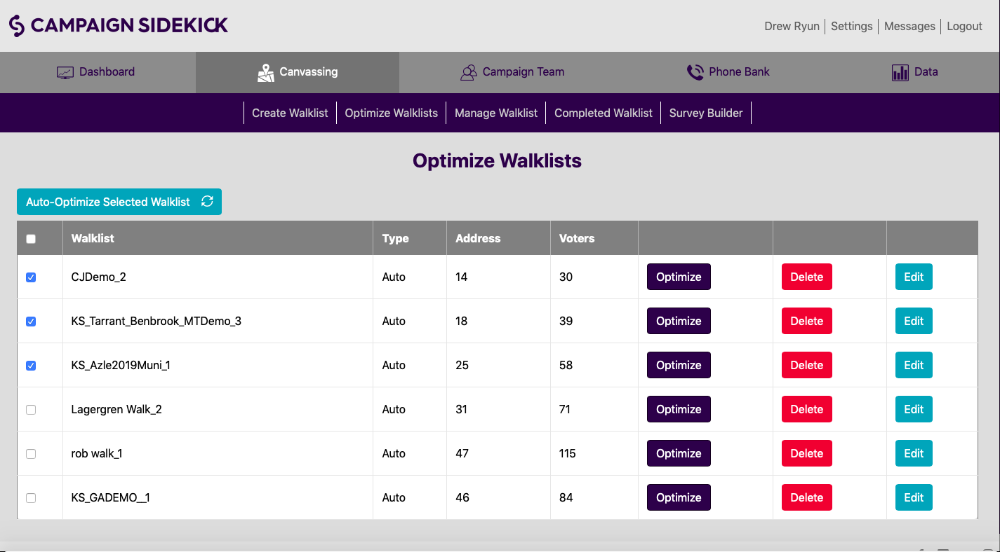 CAMPAIGN SIDEKICK
Drew Ryun Settings Messages Logout
Dashboard Canvassing Campaign Team Phone Bank Data
Create Walklist Optimize Walklists Manage Walklist Completed Walklist Survey Builder
Optimize Walklists
Auto-Optimize Selected Walklist
Walklist Type Address Voters
CJDemo_2 Auto 14 30 Optimize Delete Edit
KS_Tarrant_Benbrook_MTDemo_3 Auto 18 39 Optimize Delete Edit
KS_Azle2019Muni_1 Auto 25 58 Optimize Delete Edit
Lagergren Walk_2 Auto 31 71 Optimize Delete Edit
rob walk_1 Auto 47 115 Optimize Delete Edit
KS_GADEMO__1 Auto 46 84 Optimize Delete Edit